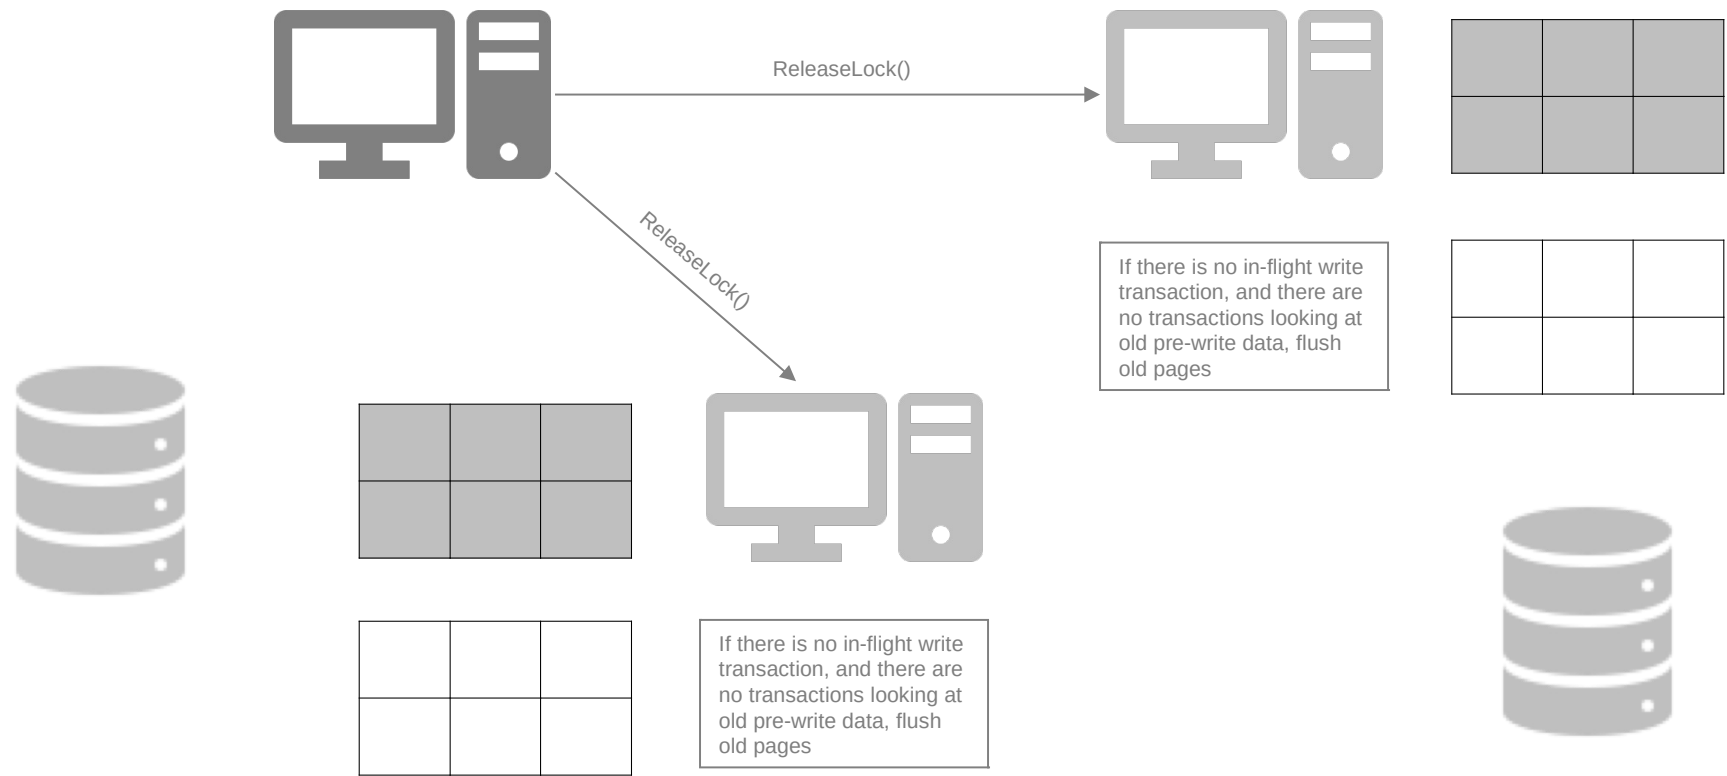 ReleaseLock()
ReleaseLock()
If there is no in-flight write
transaction, and there are
no transactions looking at
old pre-write data, flush
old pages
If there is no in-flight write
transaction, and there are
no transactions looking at
old pre-write data, flush
old pages